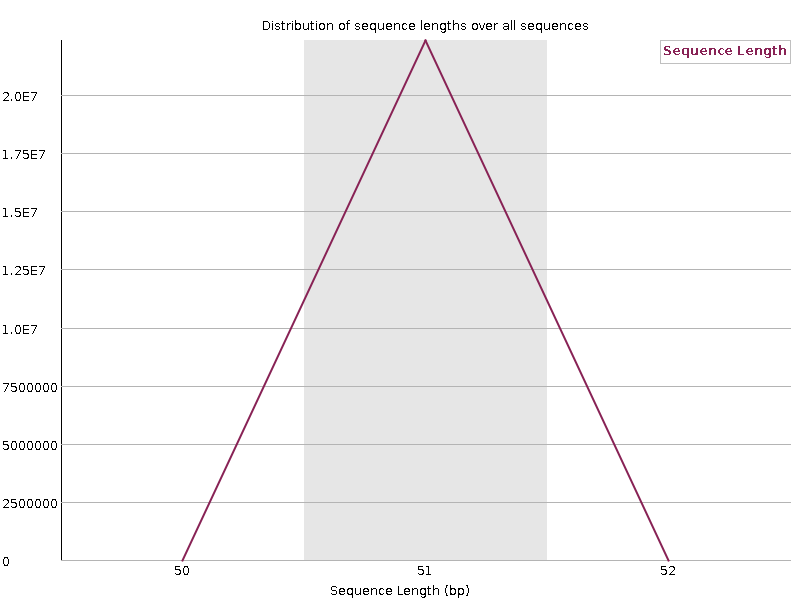 Distribution of sequence lengths over all sequences
Sequence Length
2.0E7
1.75E7
1.5E7
1.25E7
1.0E7
7500000
5000000
2500000
0
50 51 52
Sequence Length (bp)